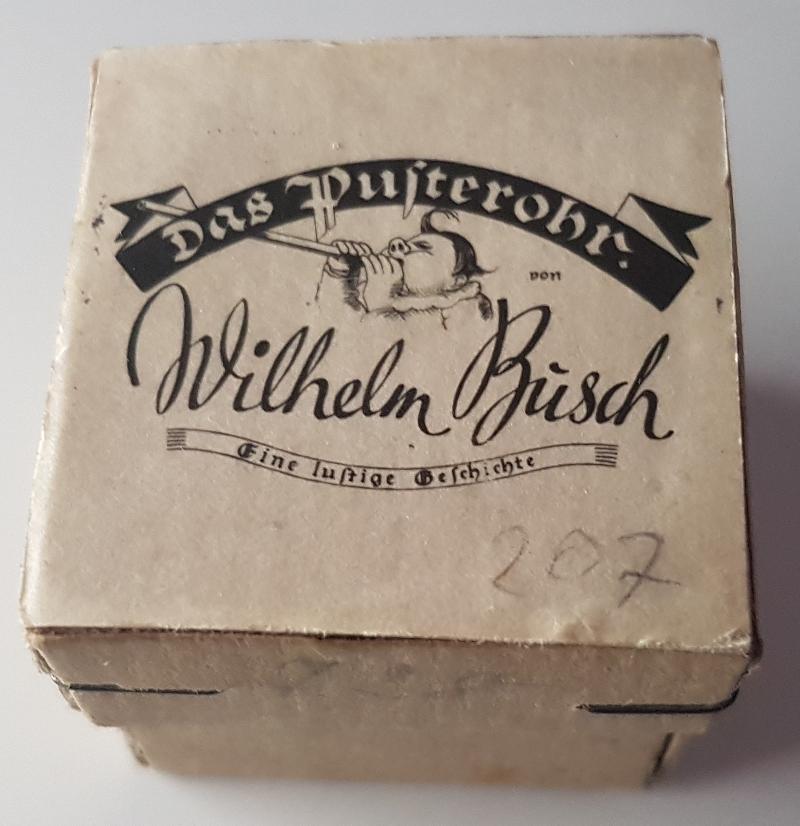 Das Puſterohr.
von
Wilhelm Busch
Eine luſtige Geſchichte
207